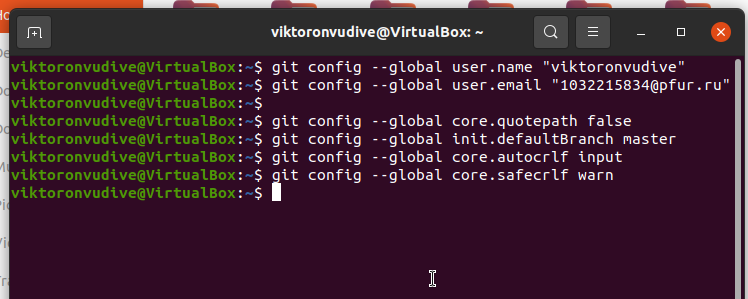 viktoronvudive@VirtualBox: ~
viktoronvudive@VirtualBox:~$ git config --global user.name "viktoronvudive"
viktoronvudive@VirtualBox:~$ git config --global user.email "1032215834@pfur.ru"
viktoronvudive@VirtualBox:~$
viktoronvudive@VirtualBox:~$ git config --global core.quotepath false
viktoronvudive@VirtualBox:~$ git config --global init.defaultBranch master
viktoronvudive@VirtualBox:~$ git config --global core.autocrlf input
viktoronvudive@VirtualBox:~$ git config --global core.safecrlf warn
viktoronvudive@VirtualBox:~$